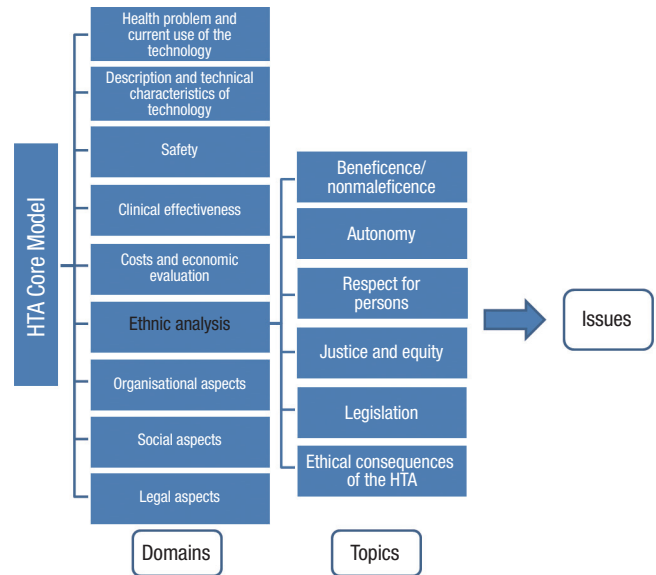 HTA Core Model
Health problem and
current use of the
technology
Description and technical
characteristics of
technology
Safety
Clinical effectiveness
Costs and economic
evaluation
Ethnic analysis
Organisational aspects
Social aspects
Legal aspects
Domains
Beneficence/
nonmaleficence
Autonomy
Respect for
persons
Justice and equity
Legislation
Ethical consequences
of the HTA
Topics
Issues